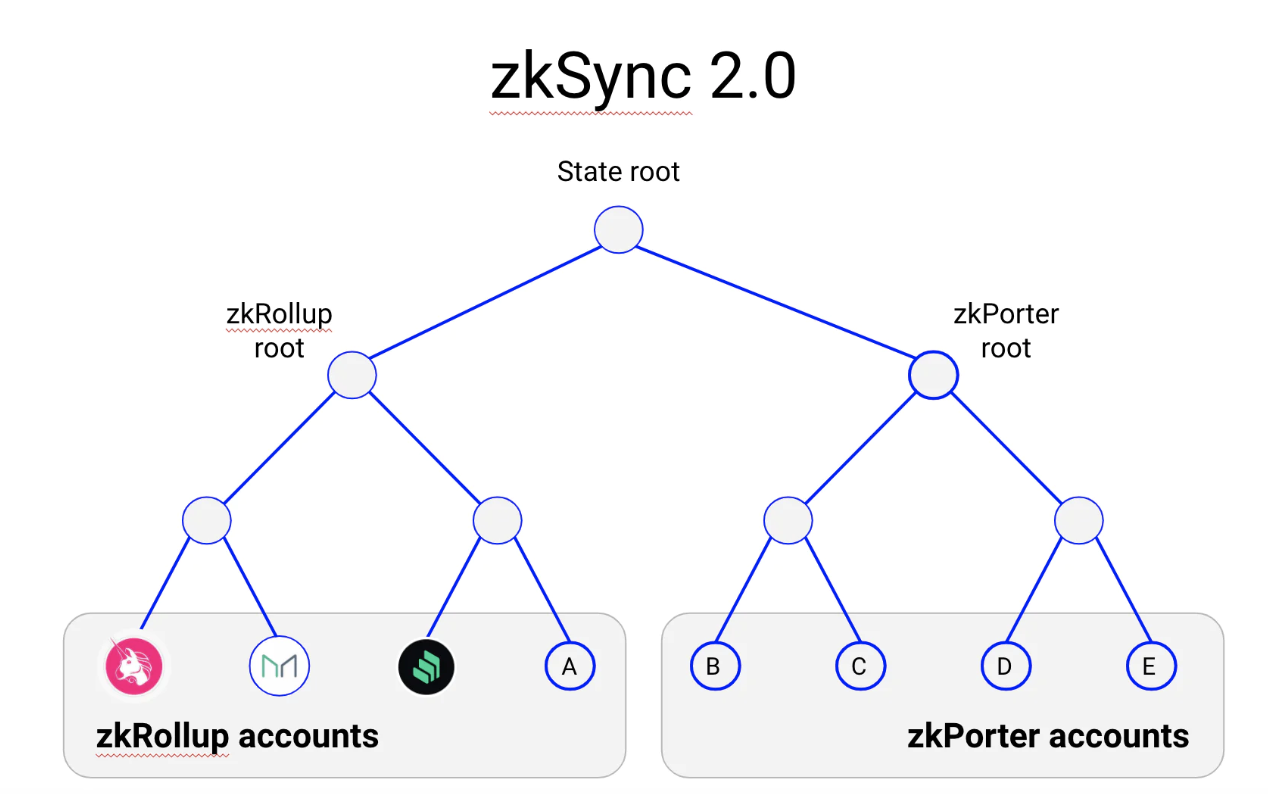 zkSync 2.0
State root
zkRollup
root
zkPorter
root
A
B
C
D
E
zkRollup accounts
zkPorter accounts